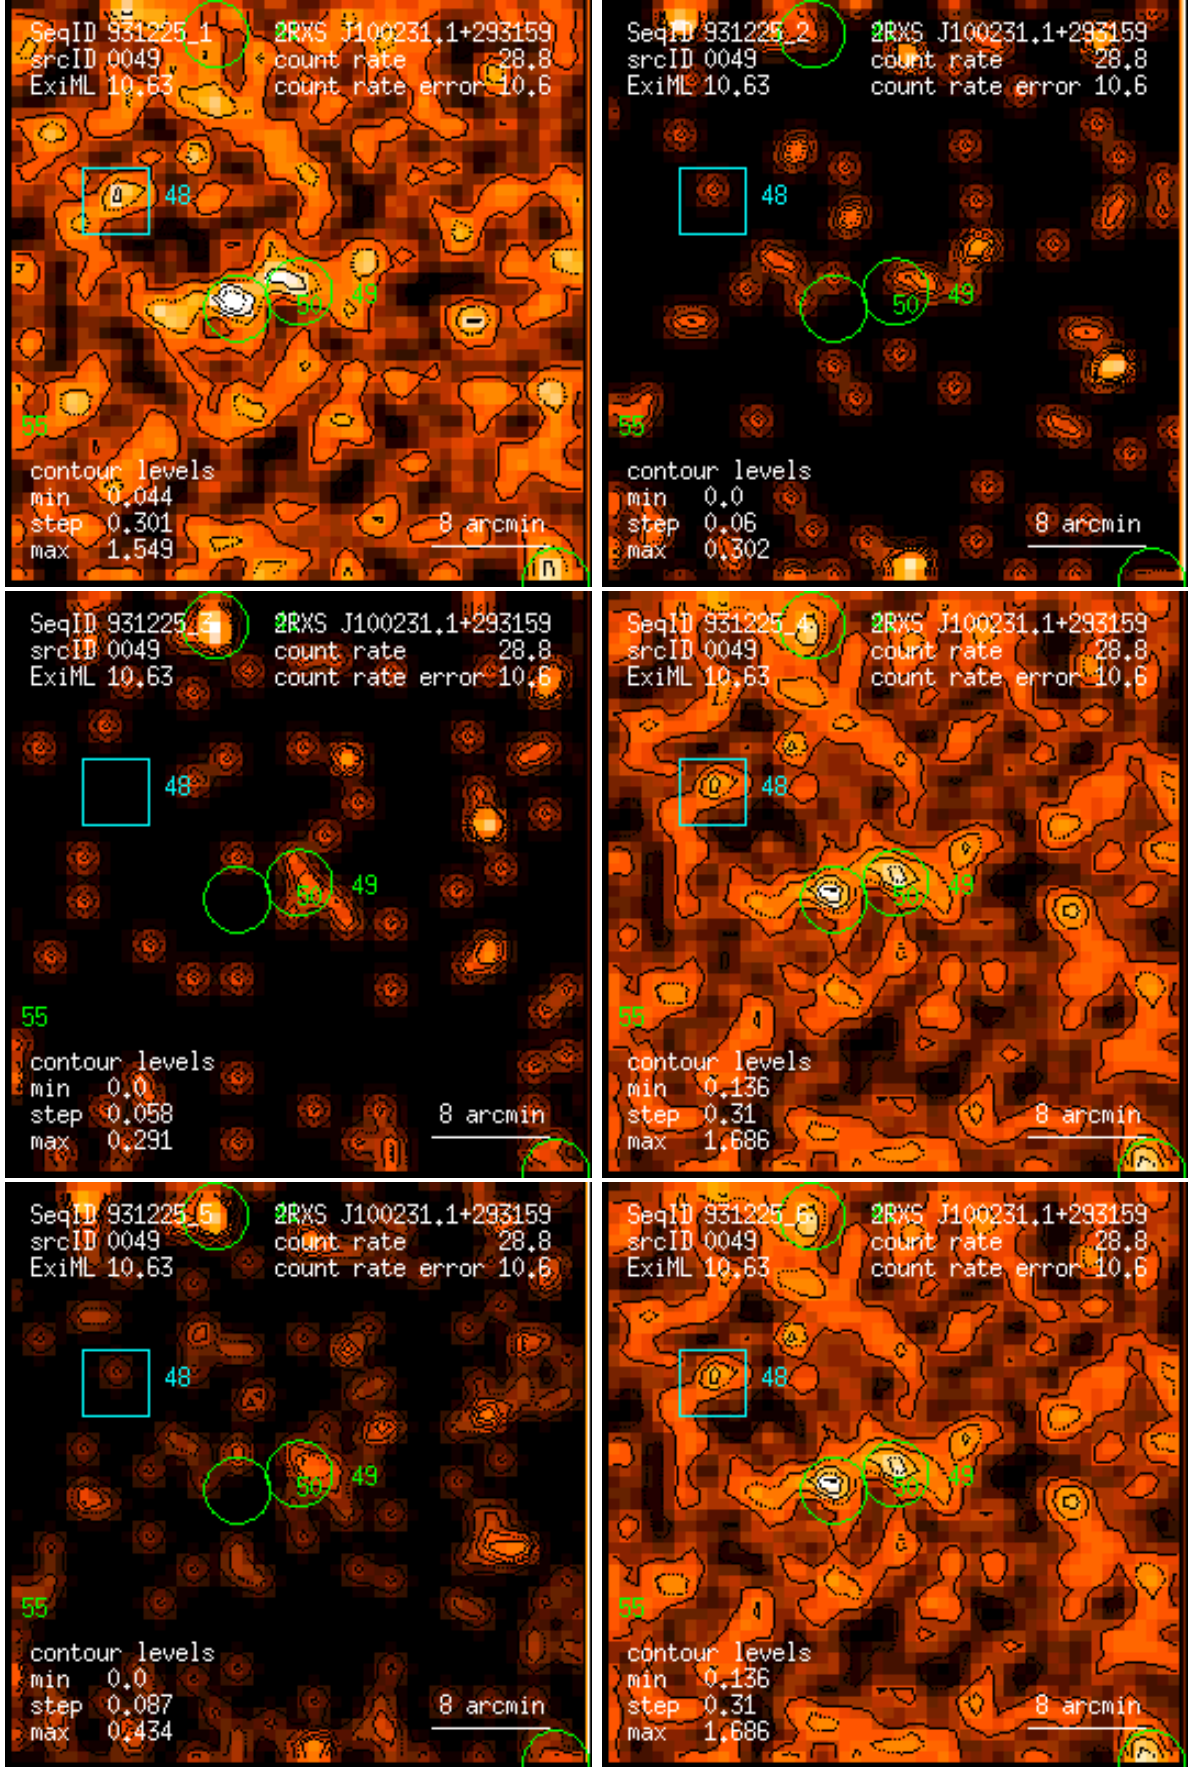 SeqID 931225_1 2RXS J100231.1+293159
srcID 0049 count rate 28.8
ExiML 10.63 count rate error 10.6
48
49
50
55
contour levels
min 0.044
step 0.301 8 arcmin
max 1.549
SeqID 931225_2 2RXS J100231.1+293159
srcID 0049 count rate 28.8
ExiML 10.63 count rate error 10.6
48
49
50
55
contour levels
min 0.0
step 0.06 8 arcmin
max 0.302
SeqID 931225_3 2RXS J100231.1+293159
srcID 0049 count rate 28.8
ExiML 10.63 count rate error 10.6
48
49
50
55
contour levels
min 0.0
step 0.058 8 arcmin
max 0.291
SeqID 931225_4 2RXS J100231.1+293159
srcID 0049 count rate 28.8
ExiML 10.63 count rate error 10.6
48
49
50
55
contour levels
min 0.136
step 0.31 8 arcmin
max 1.686
SeqID 931225_5 2RXS J100231.1+293159
srcID 0049 count rate 28.8
ExiML 10.63 count rate error 10.6
48
49
50
55
contour levels
min 0.0
step 0.087 8 arcmin
max 0.434
SeqID 931225_6 2RXS J100231.1+293159
srcID 0049 count rate 28.8
ExiML 10.63 count rate error 10.6
48
49
50
55
contour levels
min 0.136
step 0.31 8 arcmin
max 1.686